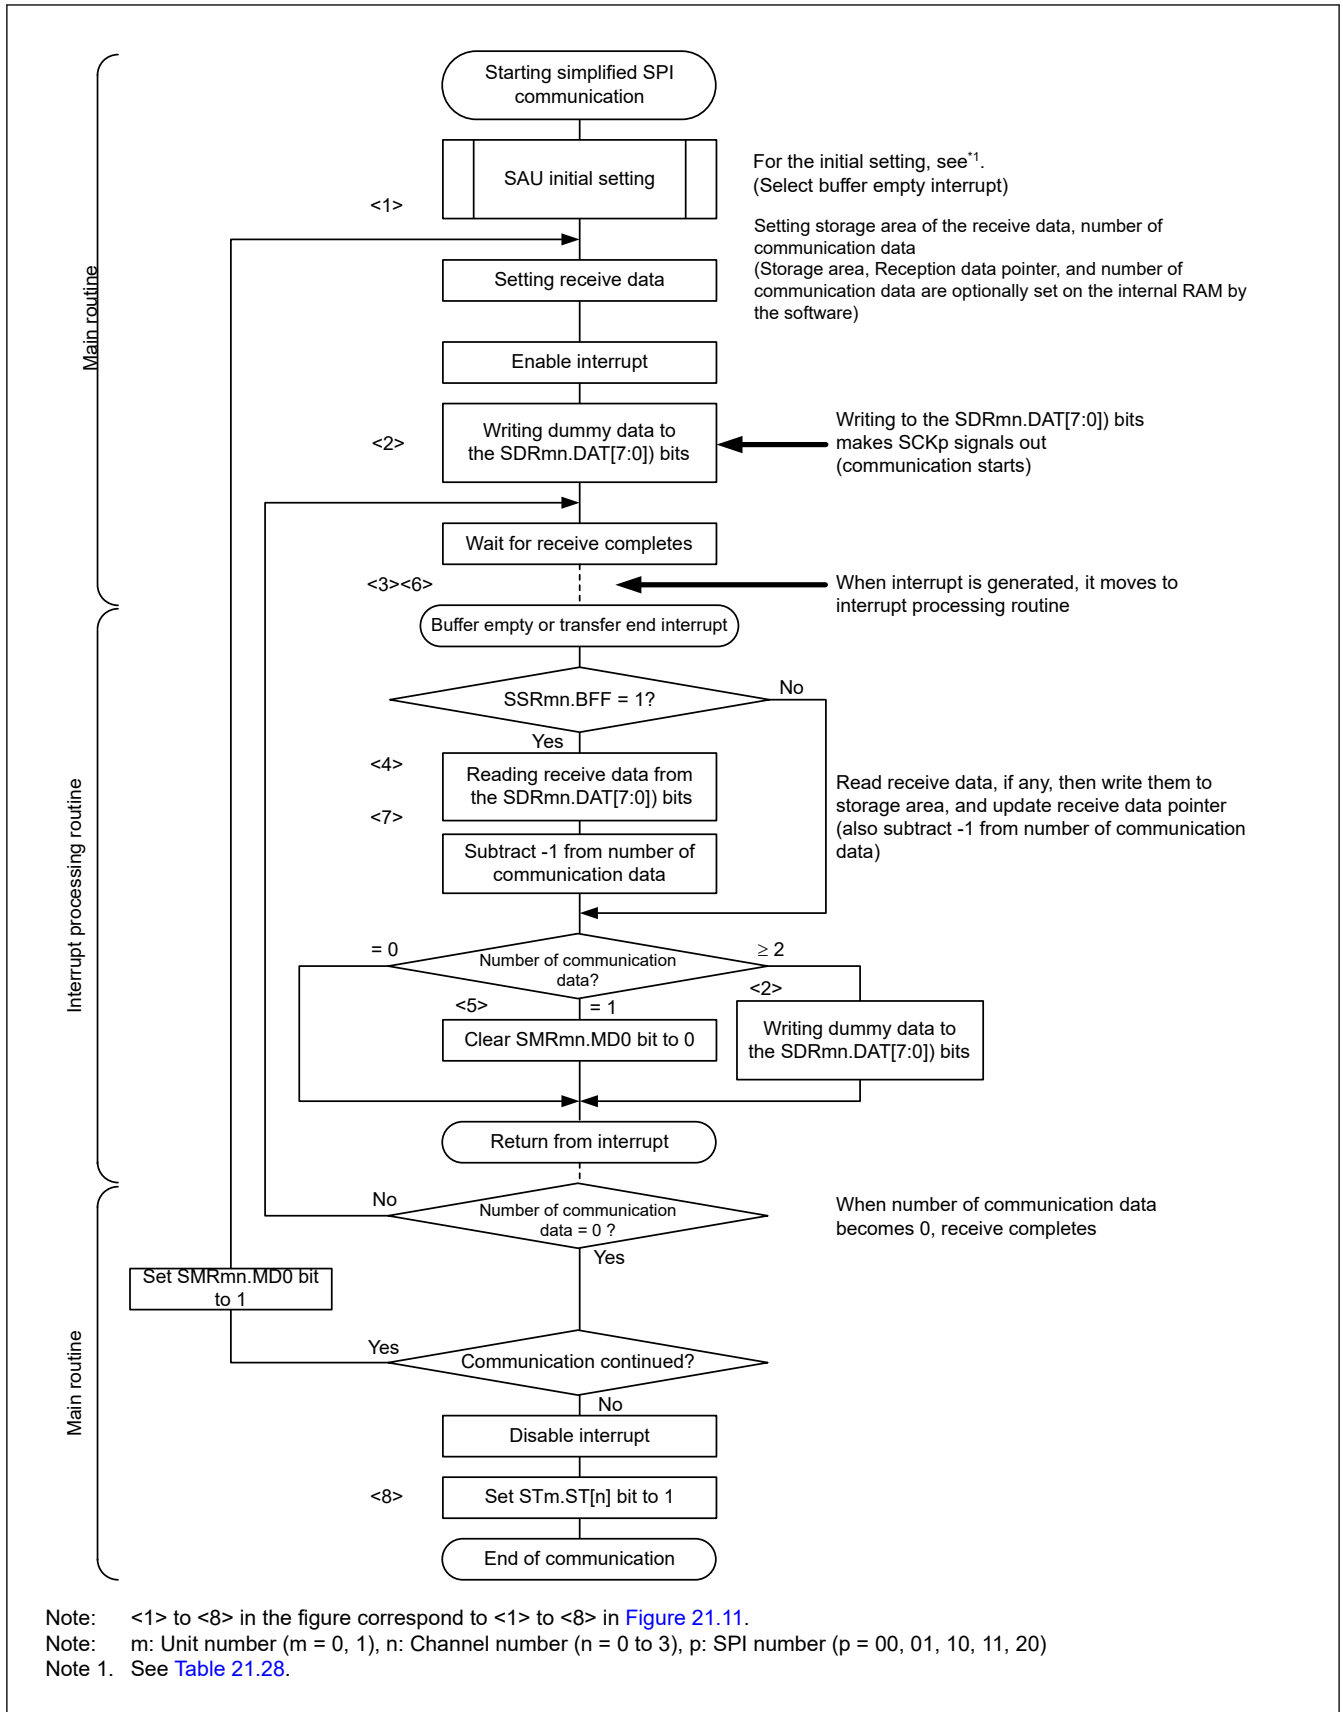 Starting simplified SPI
communication
SAU initial setting
For the initial setting, see*1.
(Select buffer empty interrupt)
<1>
Setting storage area of the receive data, number of
communication data
(Storage area, Reception data pointer, and number of
communication data are optionally set on the internal RAM by
the software)
Setting receive data
Main routine
Enable interrupt
<2>
Writing dummy data to
the SDRmn.DAT[7:0]) bits
Writing to the SDRmn.DAT[7:0]) bits
makes SCKp signals out
(communication starts)
Wait for receive completes
<3><6>
When interrupt is generated, it moves to
interrupt processing routine
Buffer empty or transfer end interrupt
SSRmn.BFF = 1?
No
Yes
<4>
Reading receive data from
the SDRmn.DAT[7:0]) bits
<7>
Subtract -1 from number of
communication data
Read receive data, if any, then write them to
storage area, and update receive data pointer
(also subtract -1 from number of communication
data)
Interrupt processing routine
= 0
Number of communication
data?
≥ 2
<5>
= 1
<2>
Clear SMRmn.MD0 bit to 0
Writing dummy data to
the SDRmn.DAT[7:0]) bits
Return from interrupt
No
Number of communication
data = 0 ?
When number of communication data
becomes 0, receive completes
Yes
Set SMRmn.MD0 bit
to 1
Yes
Communication continued?
No
Main routine
Disable interrupt
<8>
Set STm.ST[n] bit to 1
End of communication
Note: <1> to <8> in the figure correspond to <1> to <8> in Figure 21.11.
Note: m: Unit number (m = 0, 1), n: Channel number (n = 0 to 3), p: SPI number (p = 00, 01, 10, 11, 20)
Note 1. See Table 21.28.